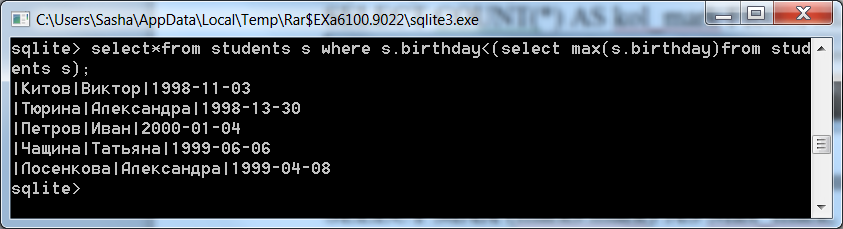 C:\Users\Sasha\AppData\Local\Temp\Rar$EXa6100.9022\sqlite3.exe
sqlite> select*from students s where s.birthday<(select max(s.birthday)from stud
ents s);
|Китов|Виктор|1998-11-03
|Тюрина|Александра|1998-13-30
|Петров|Иван|2000-01-04
|Чащина|Татьяна|1999-06-06
|Лосенкова|Александра|1999-04-08
sqlite>